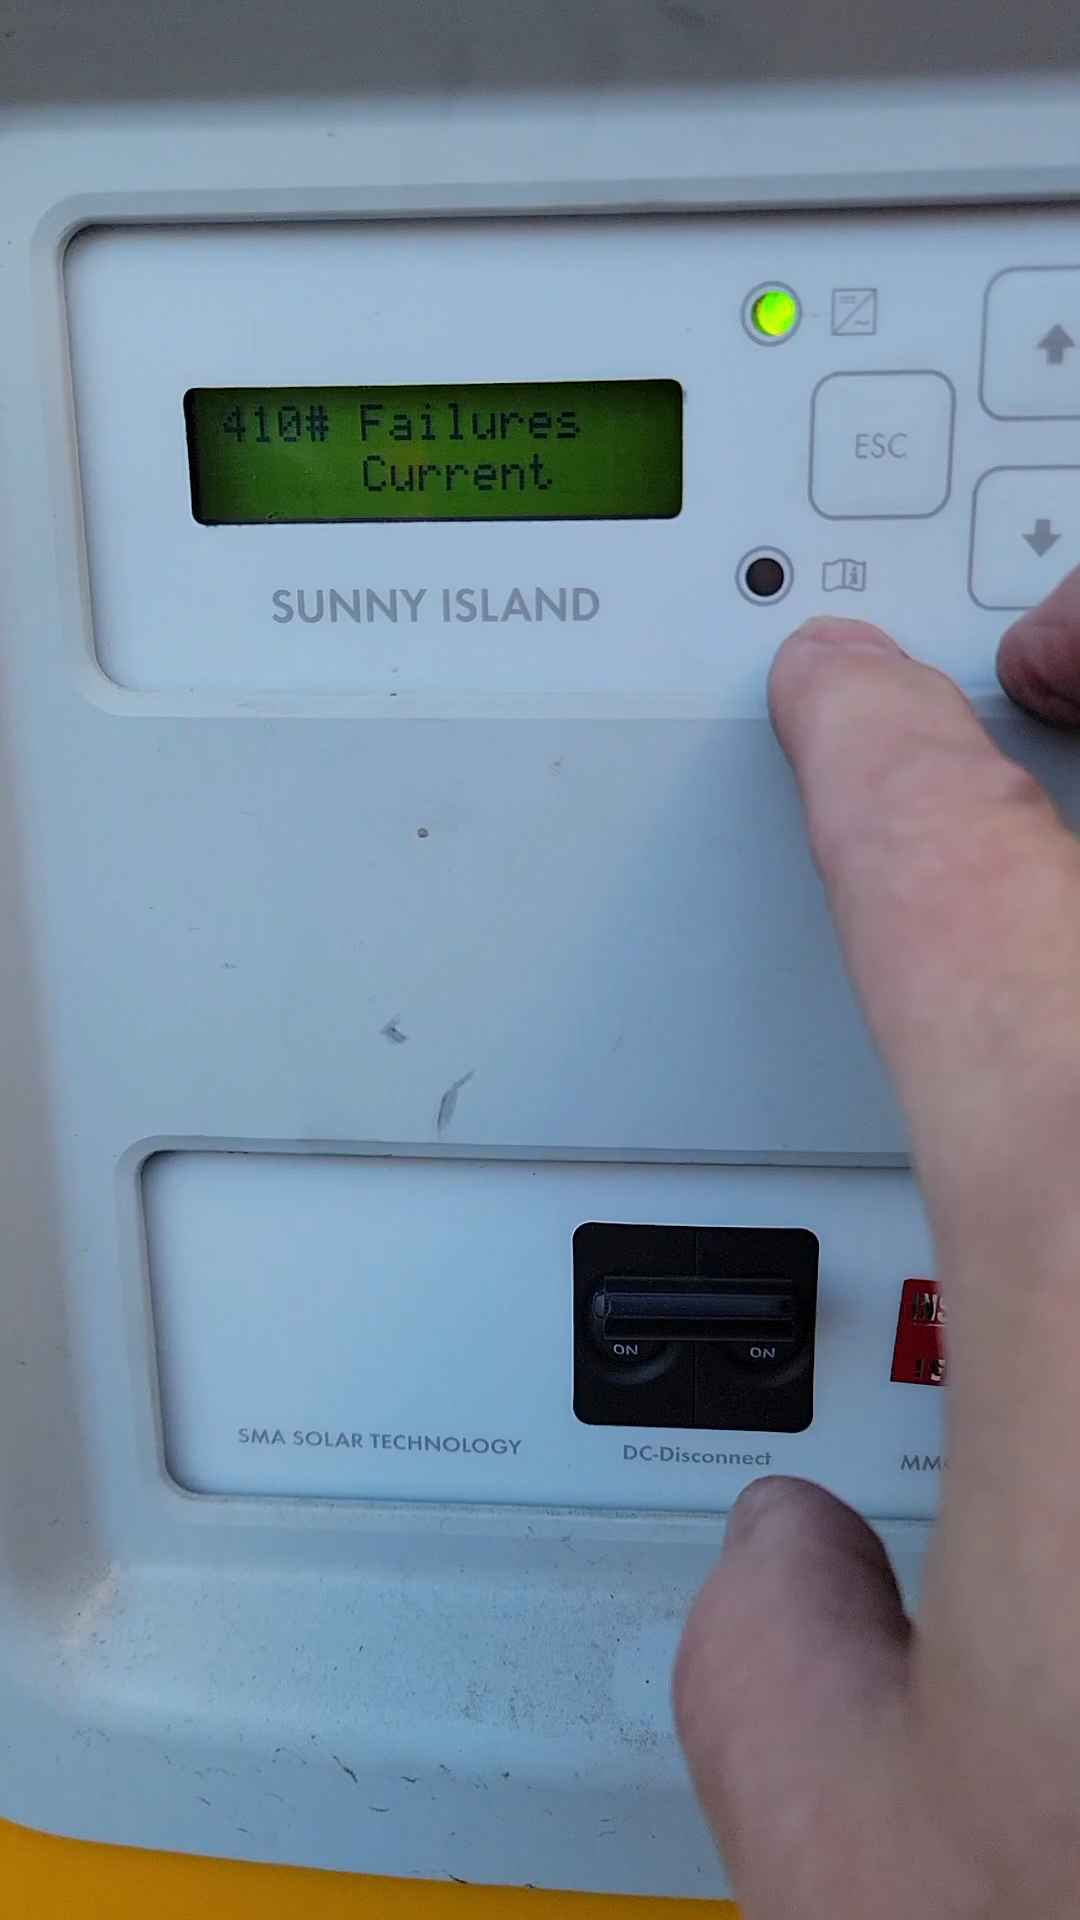 410# Failures
Current
ESC
SUNNY ISLAND
ON ON
SMA SOLAR TECHNOLOGY
DC-Disconnect